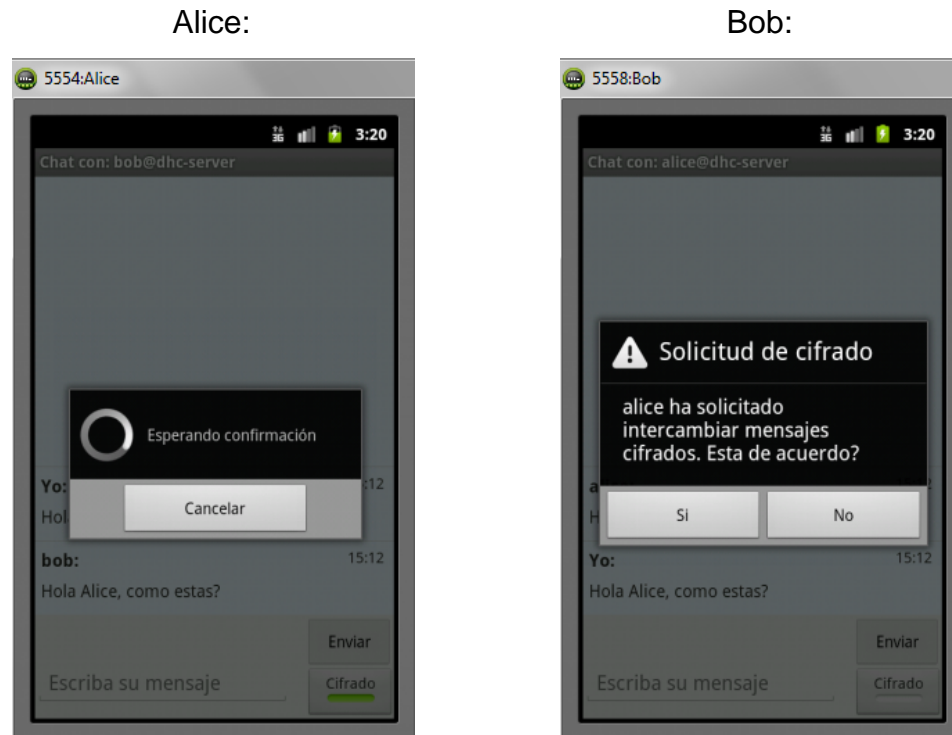 Alice:
5554:Alice
3G
3:20
Chat con: bob@dhc-server
Esperando confirmación
Cancelar
Yo:
:12
Hol
bob:
15:12
Hola Alice, como estas?
Enviar
Escriba su mensaje
Cifrado
Bob:
5558:Bob
3G
3:20
Chat con: alice@dhc-server
Solicitud de cifrado
alice ha solicitado
intercambiar mensajes
cifrados. Esta de acuerdo?
a
H
Si
No
Yo:
15:12
Hola Alice, como estas?
Enviar
Escriba su mensaje
Cifrado